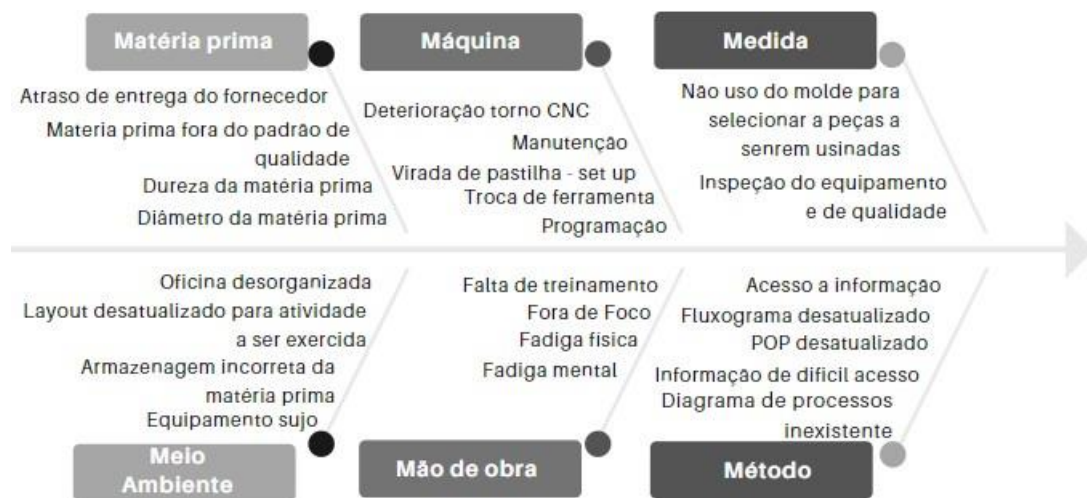 Matéria prima
Atraso de entrega do fornecedor
Materia prima fora do padrão de
qualidade
Dureza da matéria prima
Diâmetro da matéria prima
Máquina
Deterioração torno CNC
Manutenção
Virada de pastilha - set up
Troca de ferramenta
Programação
Medida
Não uso do molde para
selecionar a peças a
senrem usinadas
Inspeção do equipamento
e de qualidade
Oficina desorganizada
Layout desatualizado para atividade
a ser exercida
Armazenagem incorreta da
matéria prima
Equipamento sujo
Meio
Ambiente
Falta de treinamento
Fora de Foco
Fadiga física
Fadiga mental
Mão de obra
Acesso a informação
Fluxograma desatualizado
POP desatualizado
Informação de dificil acesso
Diagrama de processos
inexistente
Método